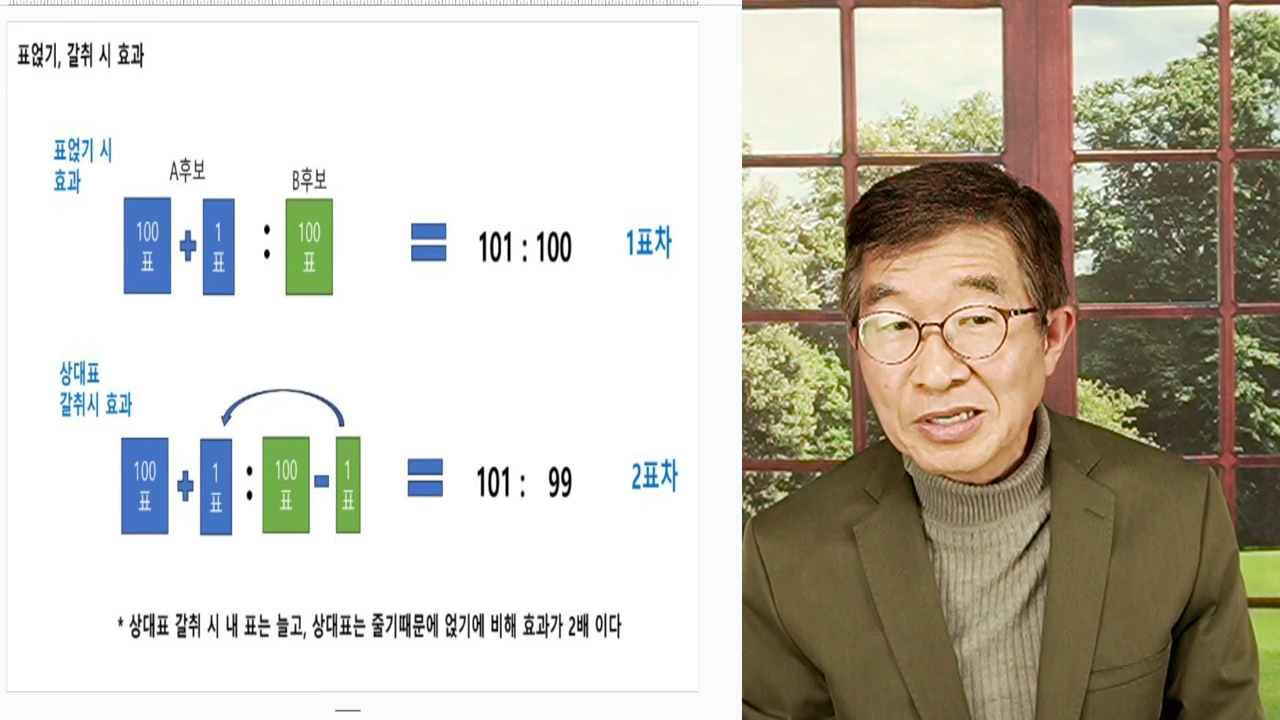 표얹기, 갈취 시 효과
표얹기 시
효과
A후보
B후보
100
표
1
표
:
100
표
101 : 100
1표차
상대표
갈취시 효과
100
표
+
1
표
:
100
표
-
1
표
=
101 : 99
2표차
* 상대표 갈취 시 내 표는 늘고, 상대표는 줄기때문에 얹기에 비해 효과가 2배 이다